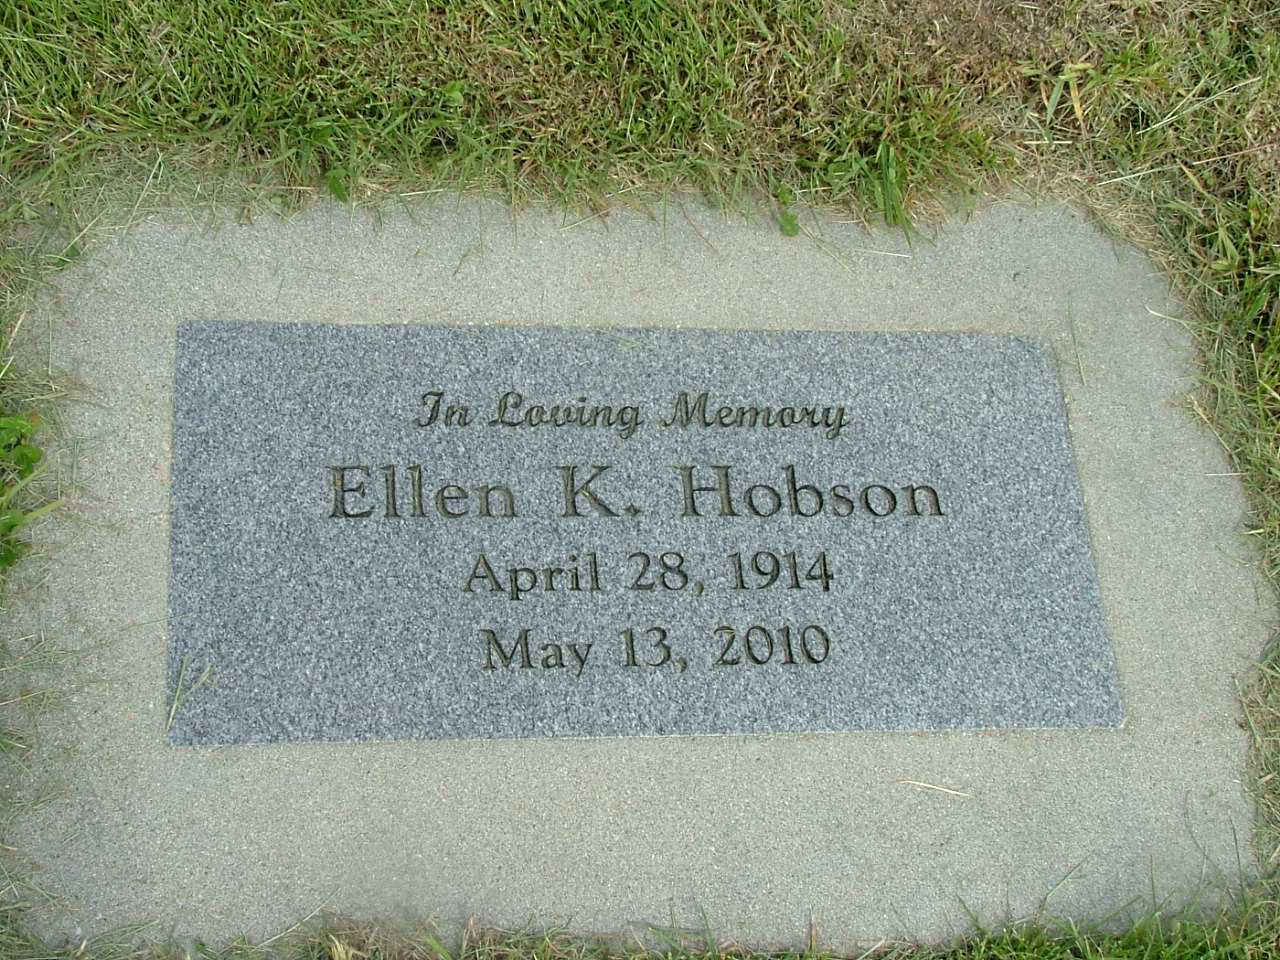 In Loving Memory
Ellen K. Hobson
April 28, 1914
May 13, 2010